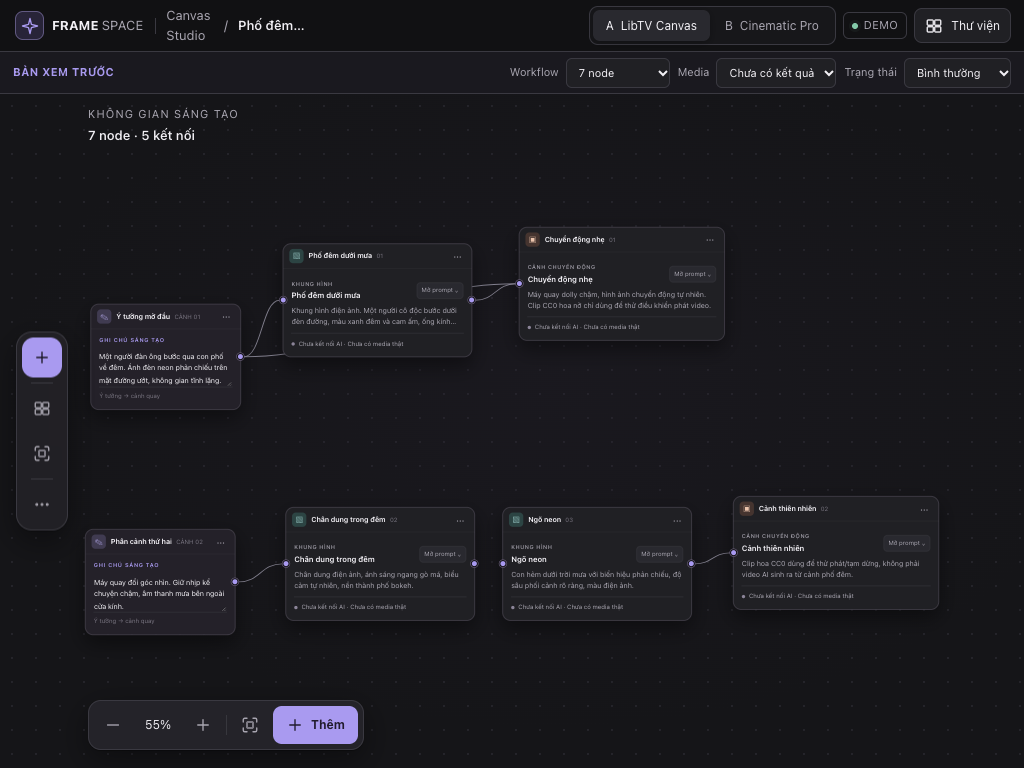 FRAME SPACE
Canvas
Studio
/ Phố đêm...
A LibTV Canvas
B Cinematic Pro
DEMO
Thư viện
BẢN XEM TRƯỚC
Workflow
7 node
Media
Chưa có kết quả
Trạng thái
Bình thường
KHÔNG GIAN SÁNG TẠO
7 node · 5 kết nối
Ý tưởng mở đầu CẢNH 01
GHI CHÚ SÁNG TẠO
Một người đàn ông bước qua con phố
về đêm. Ánh đèn neon phản chiếu trên
mặt đường ướt, không gian tĩnh lặng.
Ý tưởng → cảnh quay
Phố đêm dưới mưa 01
KHUNG HÌNH
Phố đêm dưới mưa
Mở prompt
Khung hình điện ảnh. Một người cô độc bước dưới
đèn đường, màu xanh đêm và cam ấm, ống kính...
Chưa kết nối AI · Chưa có media thật
Chuyển động nhẹ 01
CẢNH CHUYỂN ĐỘNG
Chuyển động nhẹ
Mở prompt
Máy quay dolly chậm, hình ảnh chuyển động tự nhiên.
Clip CC0 hoa nở chỉ dùng để thử điều khiển phát video.
Chưa kết nối AI · Chưa có media thật
Phân cảnh thứ hai CẢNH 02
GHI CHÚ SÁNG TẠO
Máy quay đổi góc nhìn. Giữ nhịp kể
chuyện chậm, âm thanh mưa bên ngoài
cửa kính.
Ý tưởng → cảnh quay
Chân dung trong đêm 02
KHUNG HÌNH
Chân dung trong đêm
Mở prompt
Chân dung điện ảnh, ánh sáng ngang gò má, biểu
cảm tự nhiên, nền thành phố bokeh.
Chưa kết nối AI · Chưa có media thật
Ngõ neon 03
KHUNG HÌNH
Ngõ neon
Mở prompt
Con hẻm dưới trời mưa với biển hiệu phản chiếu, độ
sâu phối cảnh rõ ràng, màu điện ảnh.
Chưa kết nối AI · Chưa có media thật
Cảnh thiên nhiên 02
CẢNH CHUYỂN ĐỘNG
Cảnh thiên nhiên
Mở prompt
Clip hoa CC0 dùng để thử phát/tạm dừng, không phải
video AI sinh ra từ cảnh phố đêm.
Chưa kết nối AI · Chưa có media thật
55%
Thêm